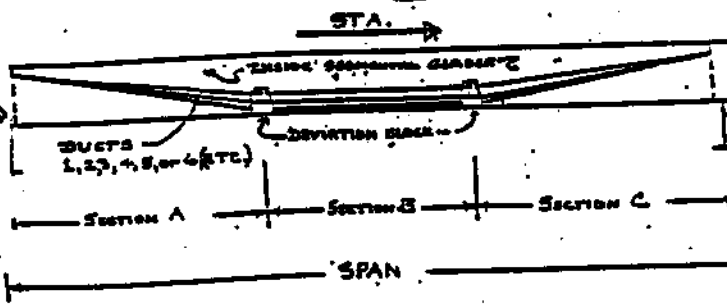 STA.
INSIDE SEGMENTAL GIRDER
DUCTS
1,2,3,4,5, or 6 (ETC)
DEVIATION BLOCK
SECTION A
SECTION B
SECTION C
SPAN